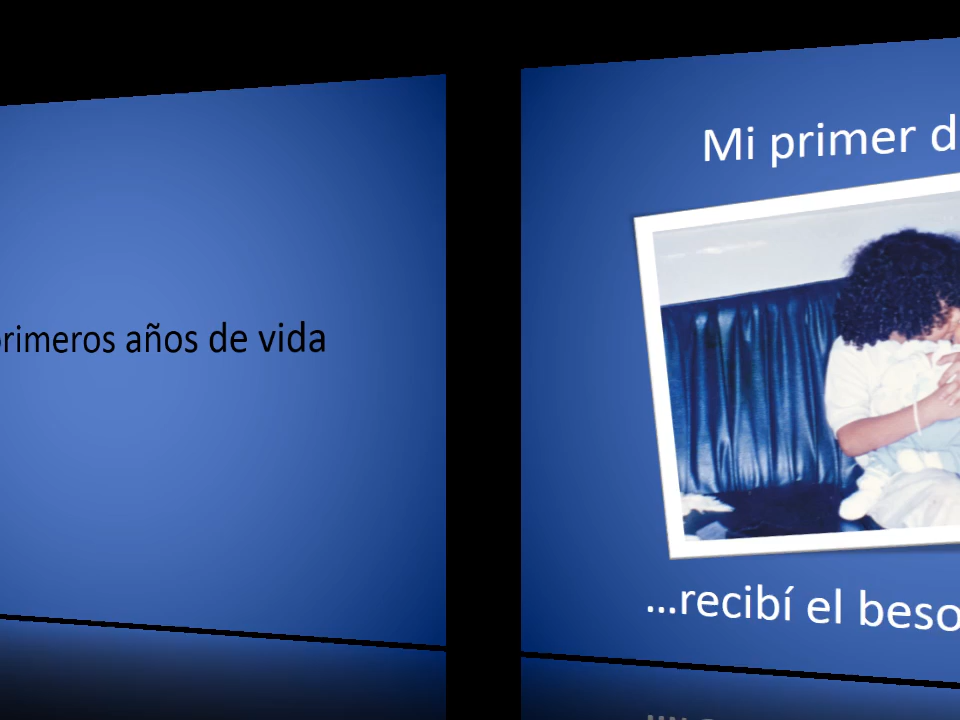 primeros años de vida
Mi primer d
...recibí el beso